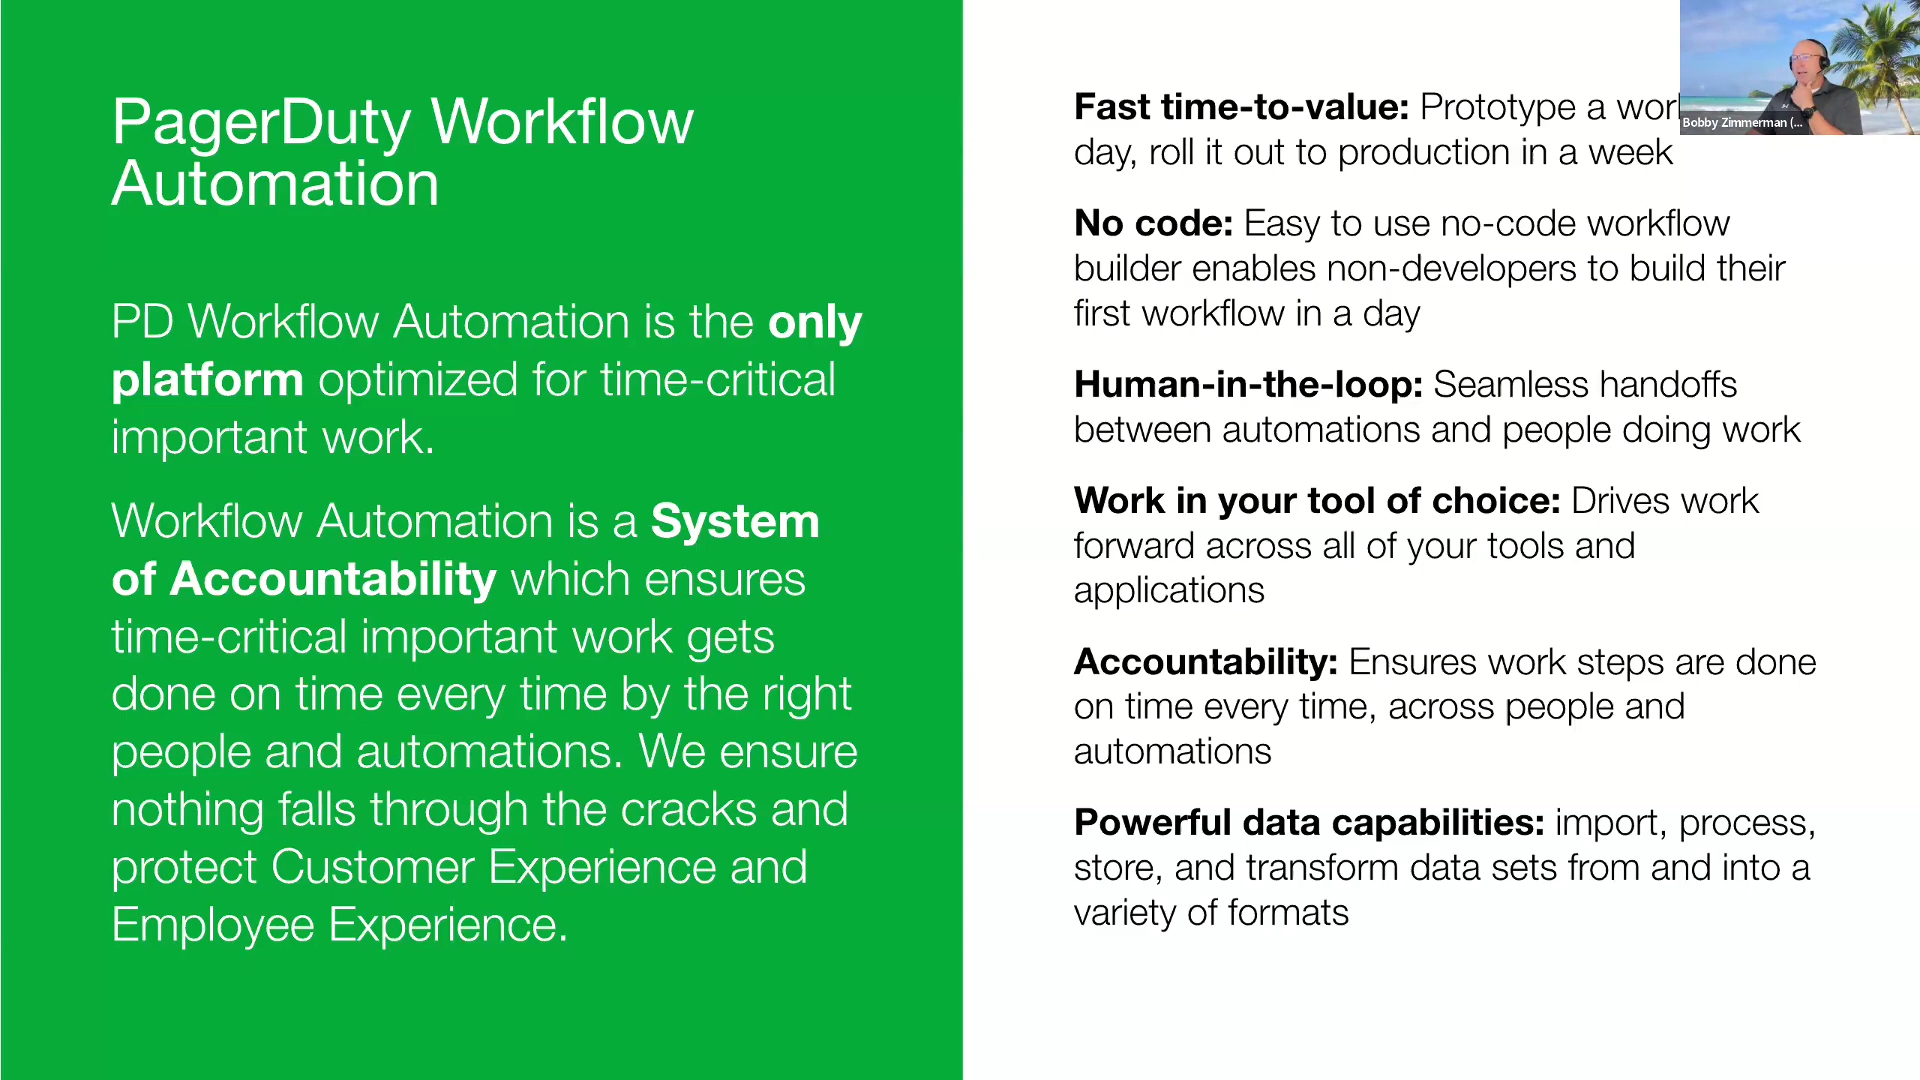 PagerDuty Workflow
Automation
PD Workflow Automation is the only
platform optimized for time-critical
important work.
Workflow Automation is a System
of Accountability which ensures
time-critical important work gets
done on time every time by the right
people and automations. We ensure
nothing falls through the cracks and
protect Customer Experience and
Employee Experience.
Fast time-to-value: Prototype a
day, roll it out to production in a week
No code: Easy to use no-code workflow
builder enables non-developers to build their
first workflow in a day
Human-in-the-loop: Seamless handoffs
between automations and people doing work
Work in your tool of choice: Drives work
forward across all of your tools and
applications
Accountability: Ensures work steps are done
on time every time, across people and
automations
Powerful data capabilities: import, process,
store, and transform data sets from and into a
variety of formats
Bobby Zimmerman (...